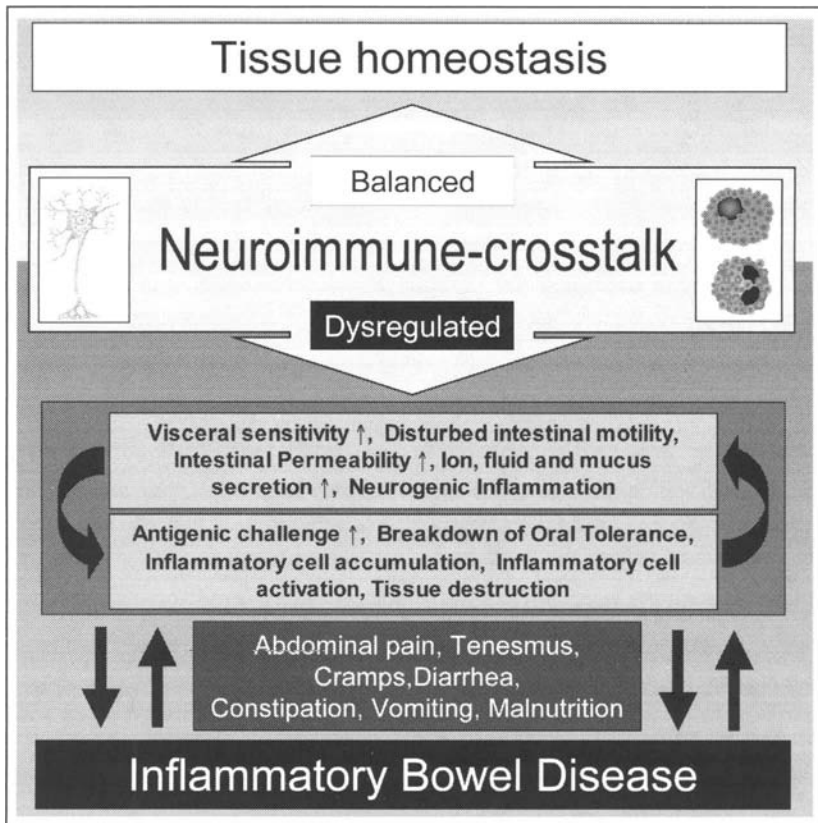 Tissue homeostasis
Balanced
Neuroimmune-crosstalk
Dysregulated
Visceral sensitivity ↑, Disturbed intestinal motility,
Intestinal Permeability ↑, Ion, fluid and mucus
secretion ↑, Neurogenic Inflammation
Antigenic challenge ↑, Breakdown of Oral Tolerance,
Inflammatory cell accumulation, Inflammatory cell
activation, Tissue destruction
Abdominal pain, Tenesmus,
Cramps,Diarrhea,
Constipation, Vomiting, Malnutrition
Inflammatory Bowel Disease